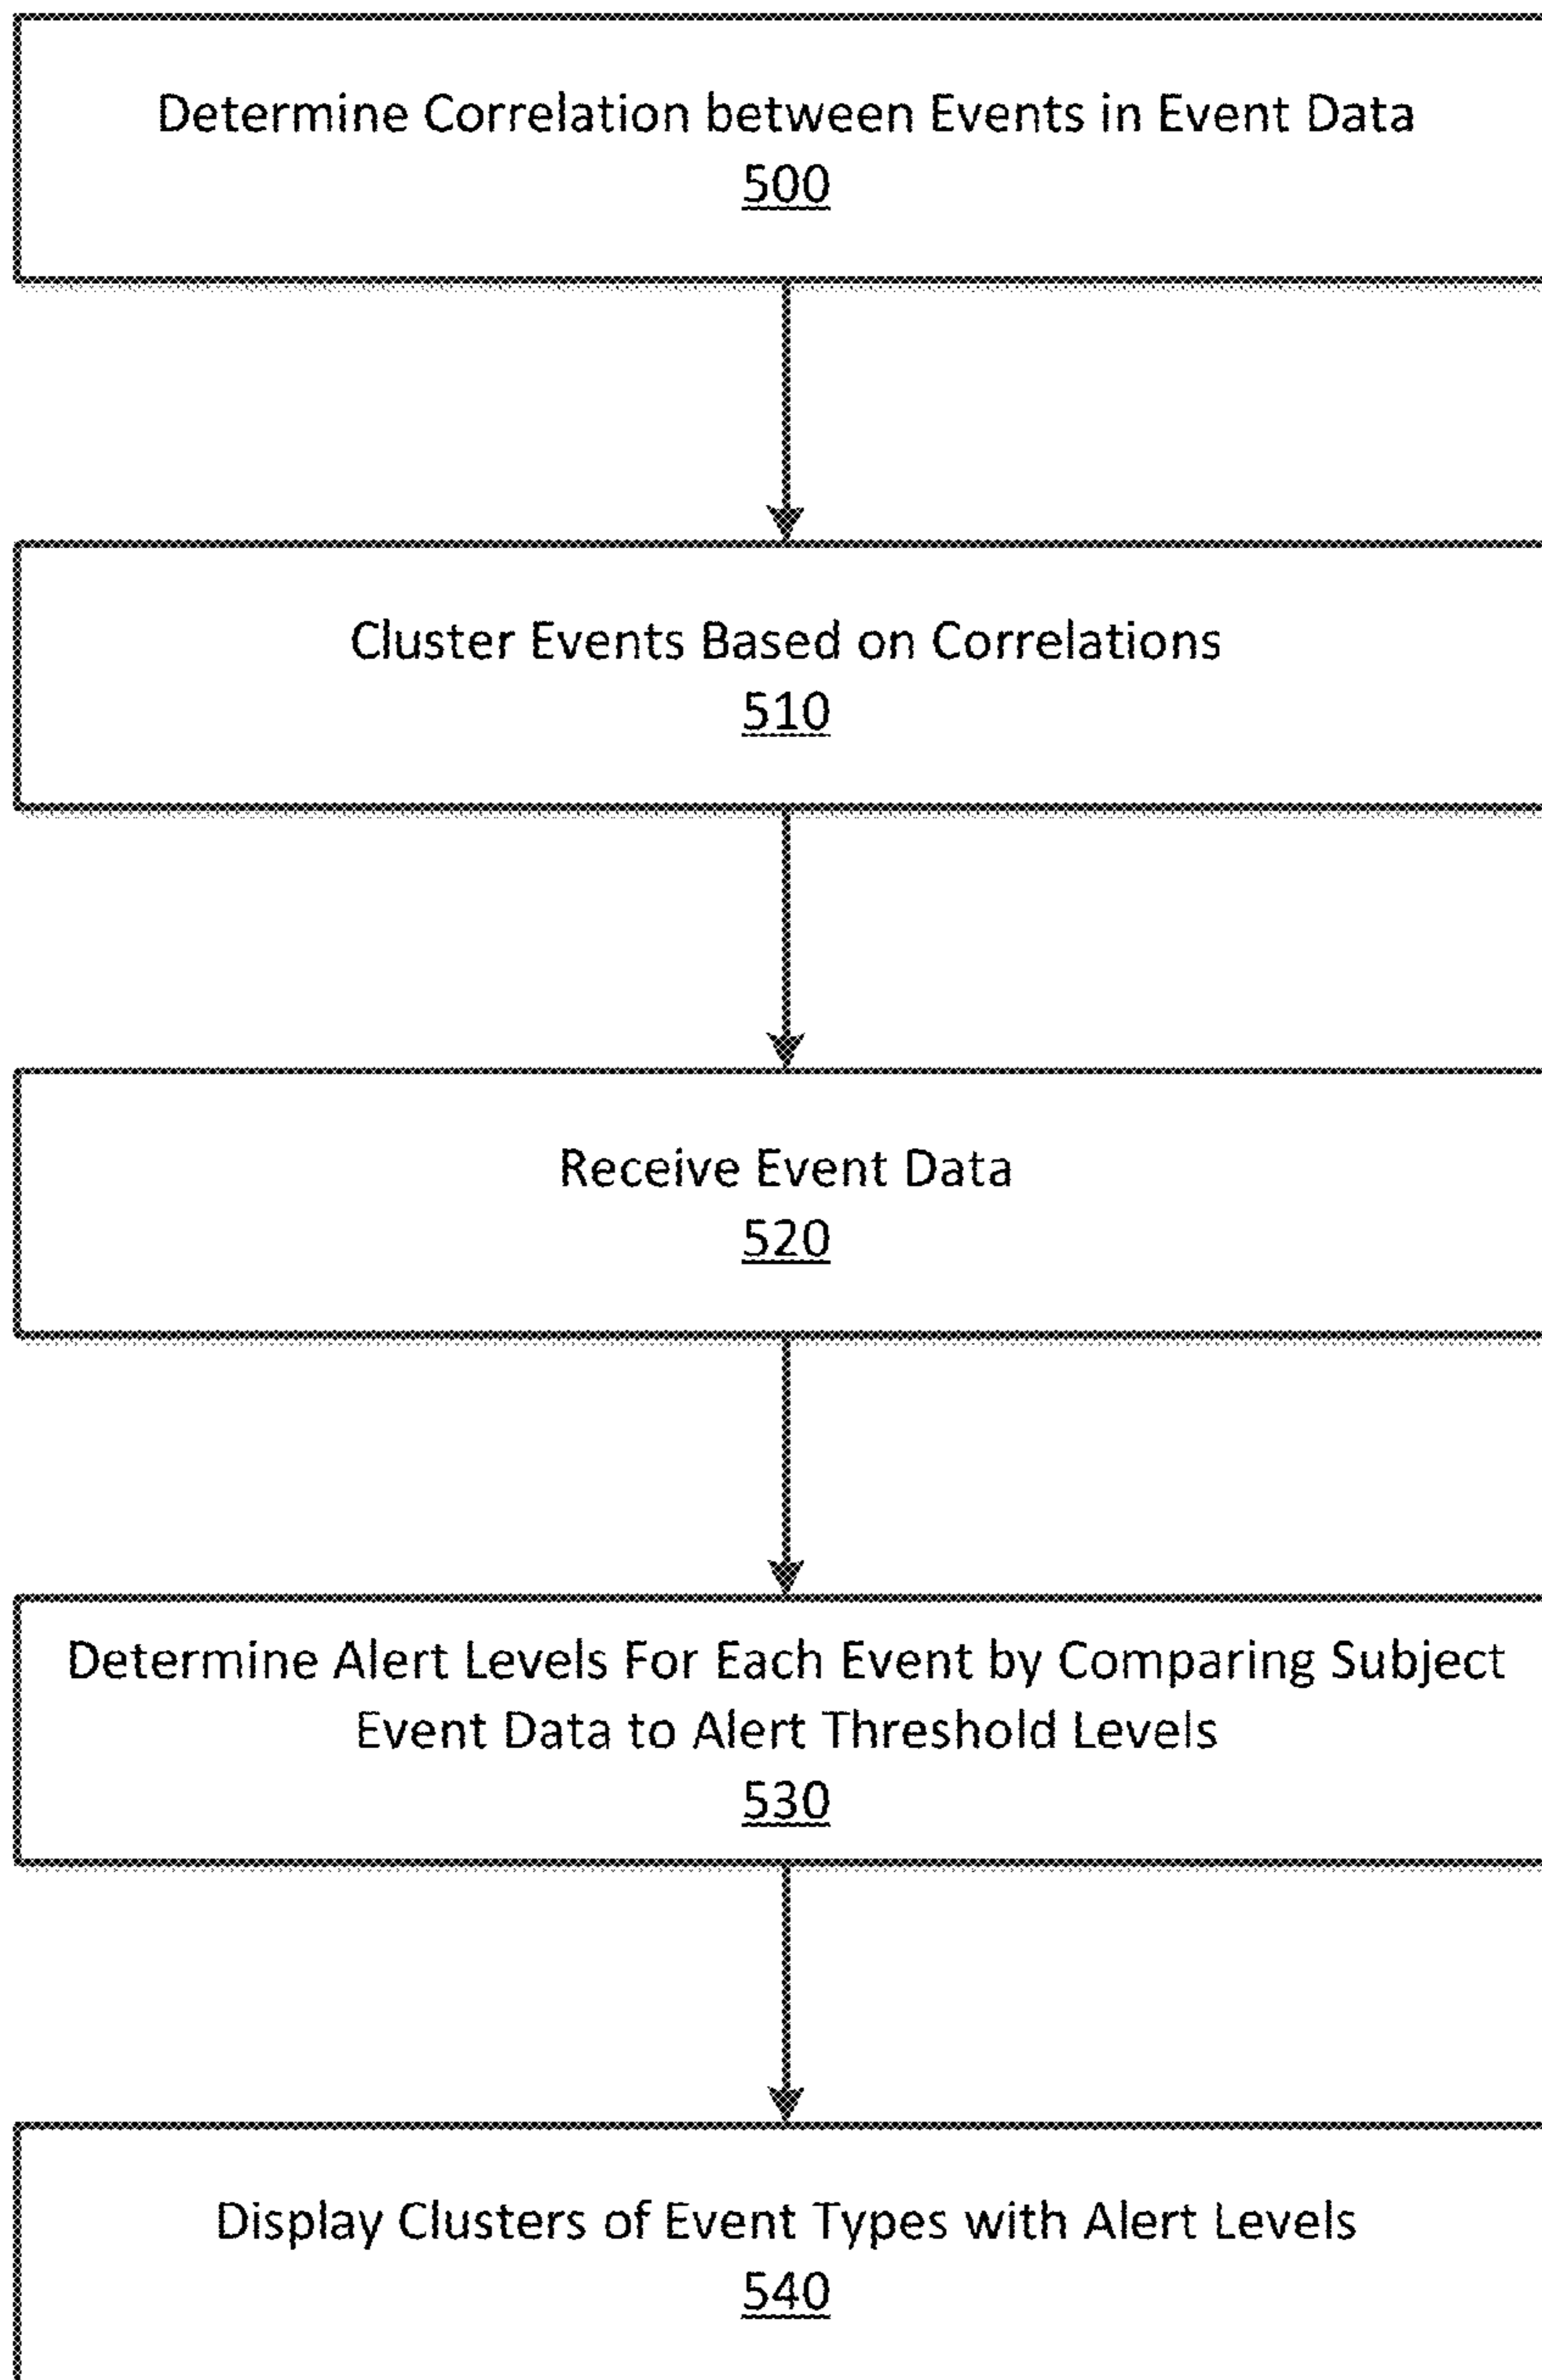 Determine Correlation between Events in Event Data
500
Cluster Events Based on Correlations
510
Receive Event Data
520
Determine Alert Levels For Each Event by Comparing Subject
Event Data to Alert Threshold Levels
530
Display Clusters of Event Types with Alert Levels
540